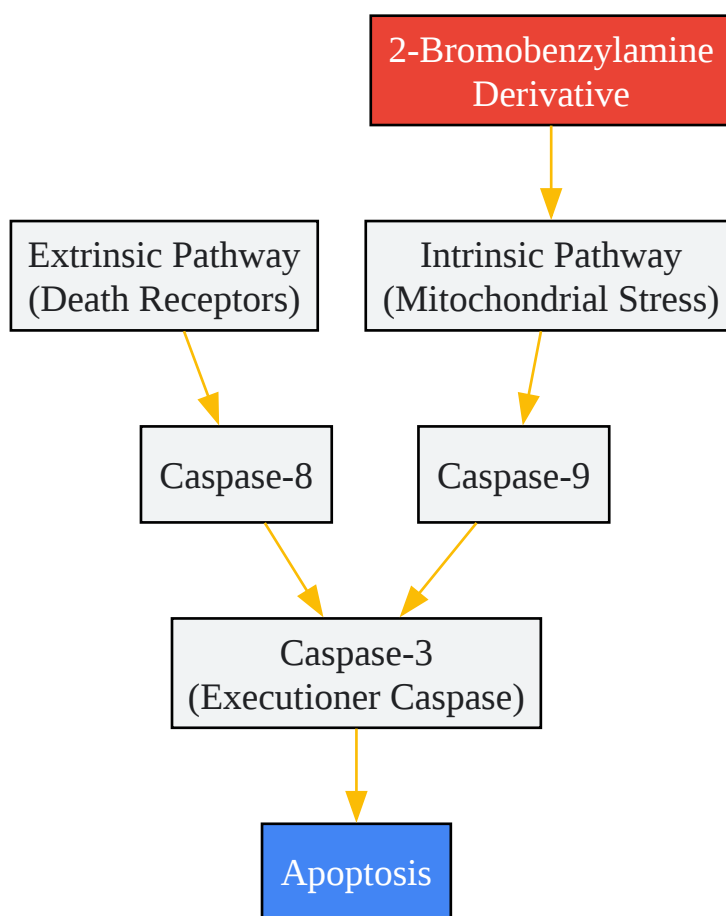 2-Bromobenzylamine
Derivative
Extrinsic Pathway
(Death Receptors)
Intrinsic Pathway
(Mitochondrial Stress)
Caspase-8
Caspase-9
Caspase-3
(Executioner Caspase)
Apoptosis